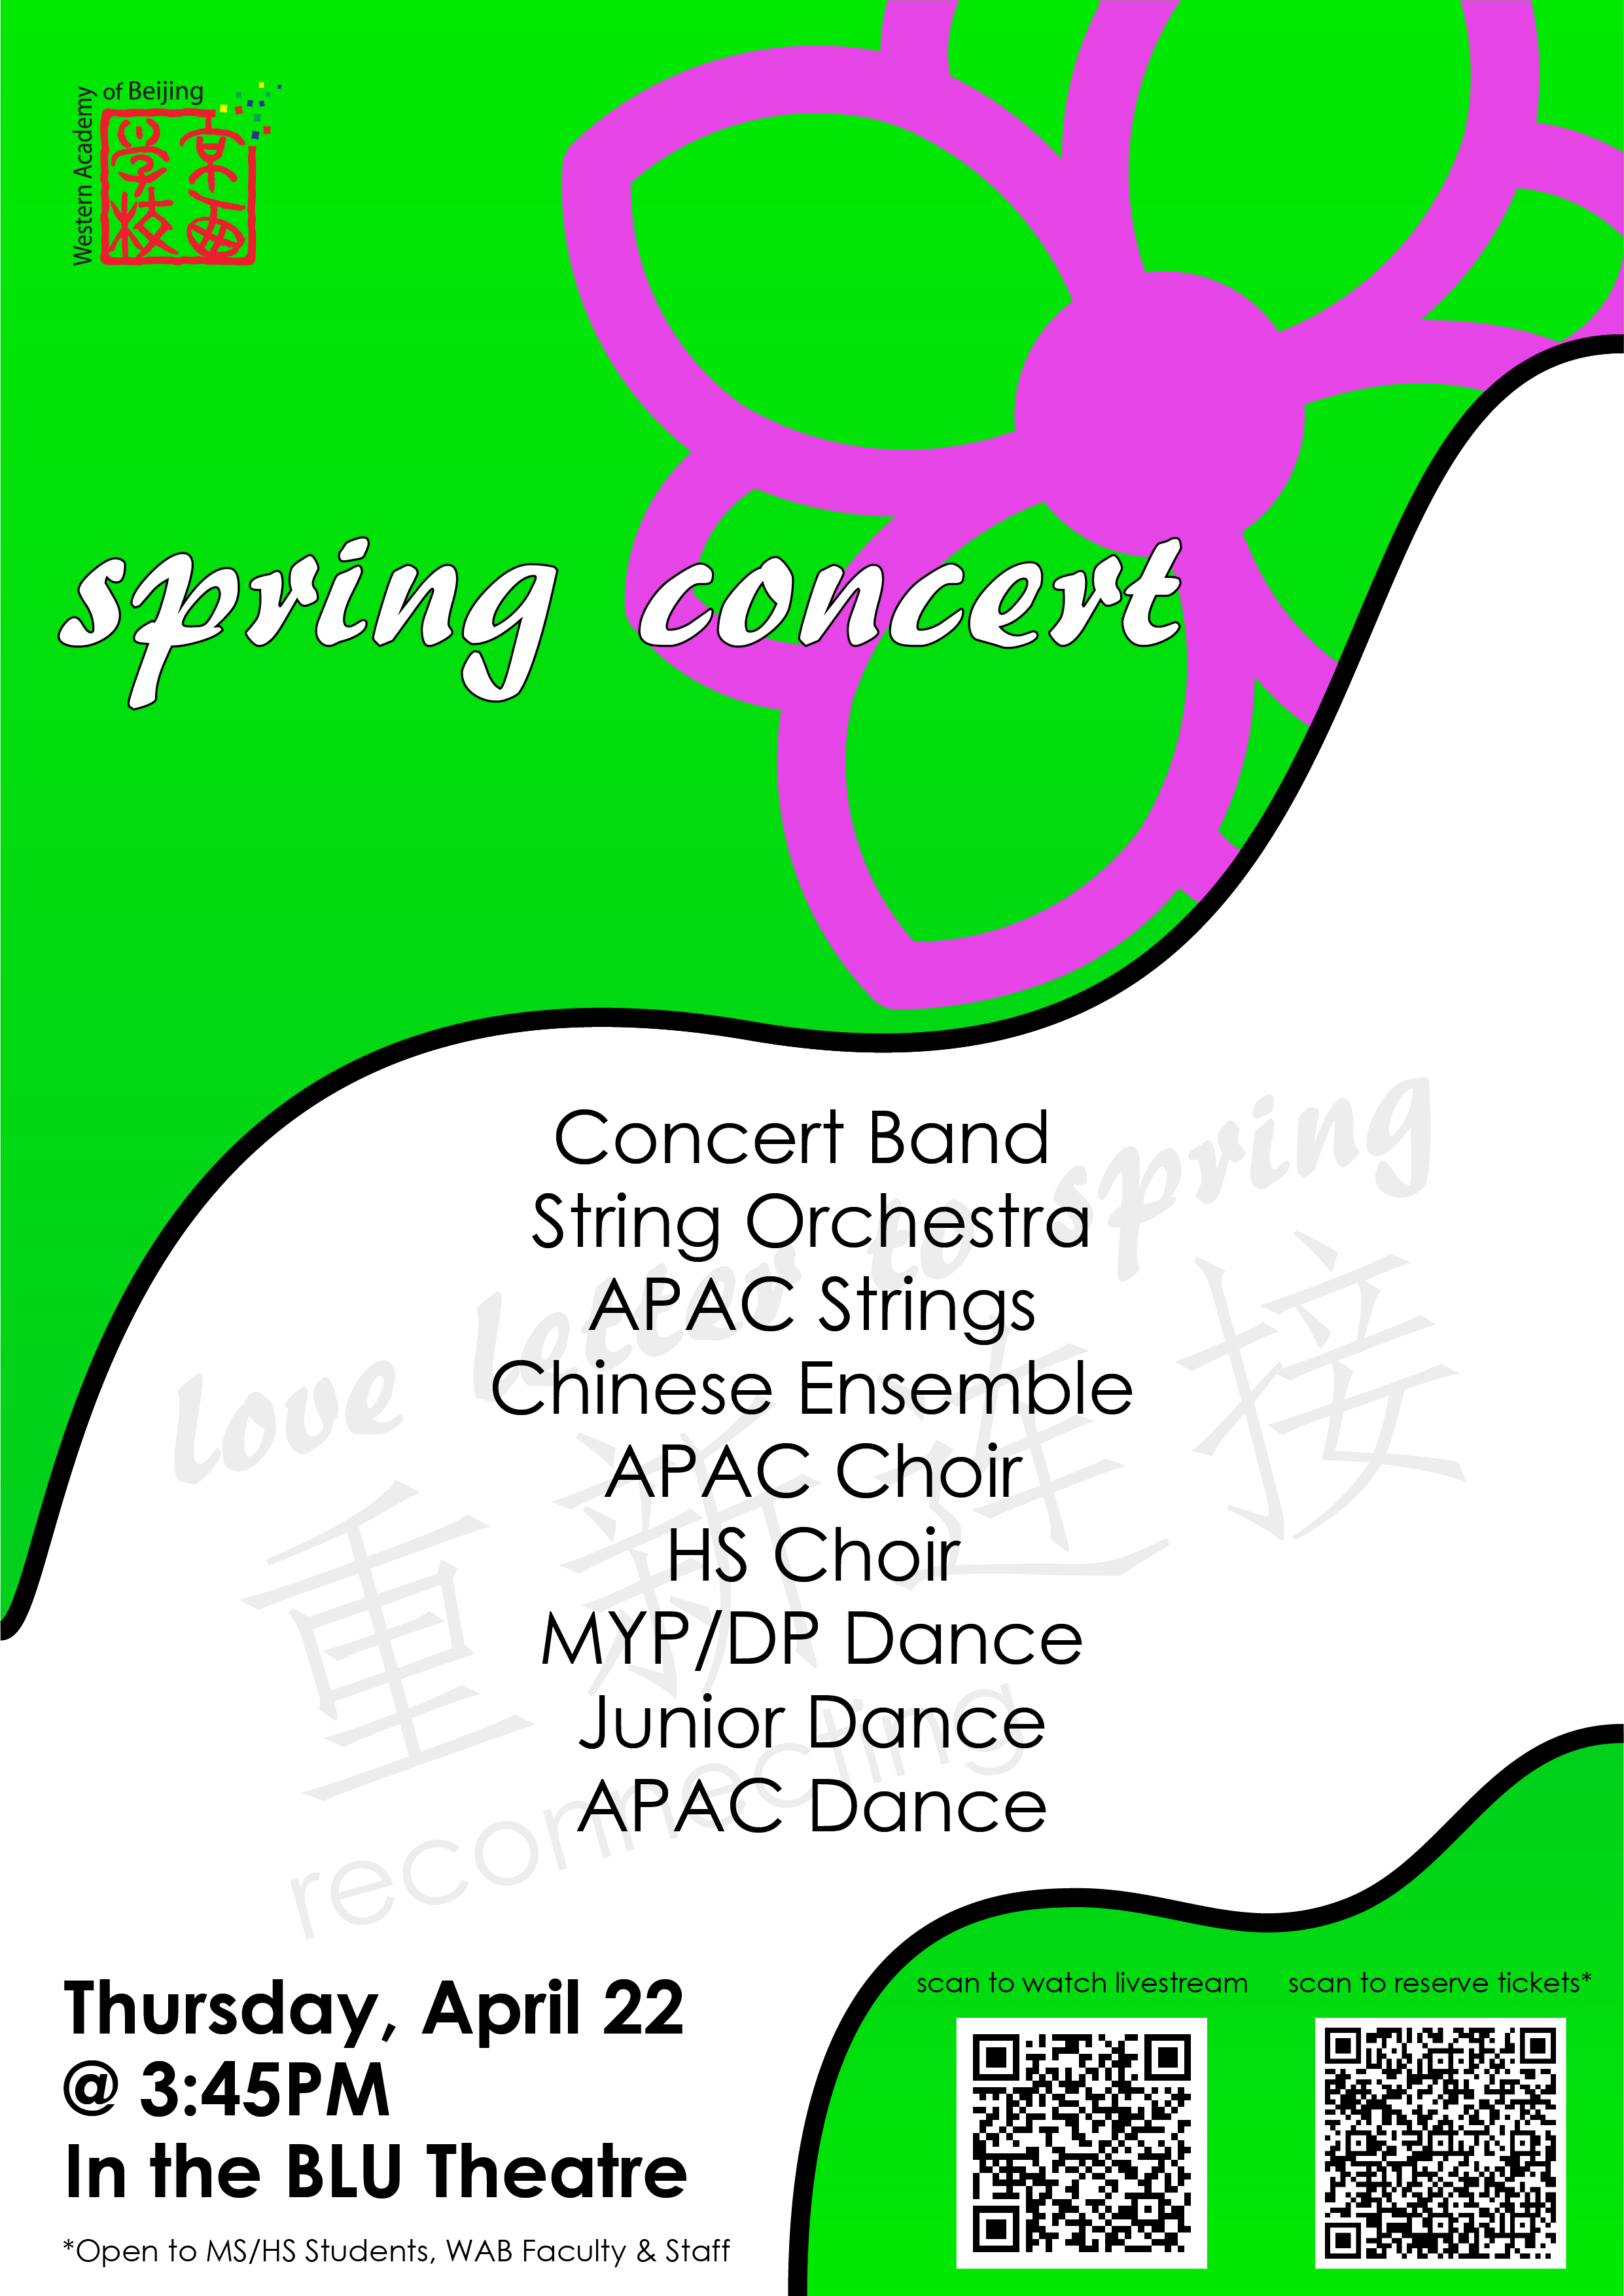 Western Academy
of Beijing
京西
学校
spring concert
Concert Band
String Orchestra
APAC Strings
Chinese Ensemble
APAC Choir
HS Choir
MYP/DP Dance
Junior Dance
APAC Dance
love letter to spring
重新连接
reconnecting
Thursday, April 22
@ 3:45PM
In the BLU Theatre
*Open to MS/HS Students, WAB Faculty & Staff
scan to watch livestream
scan to reserve tickets*